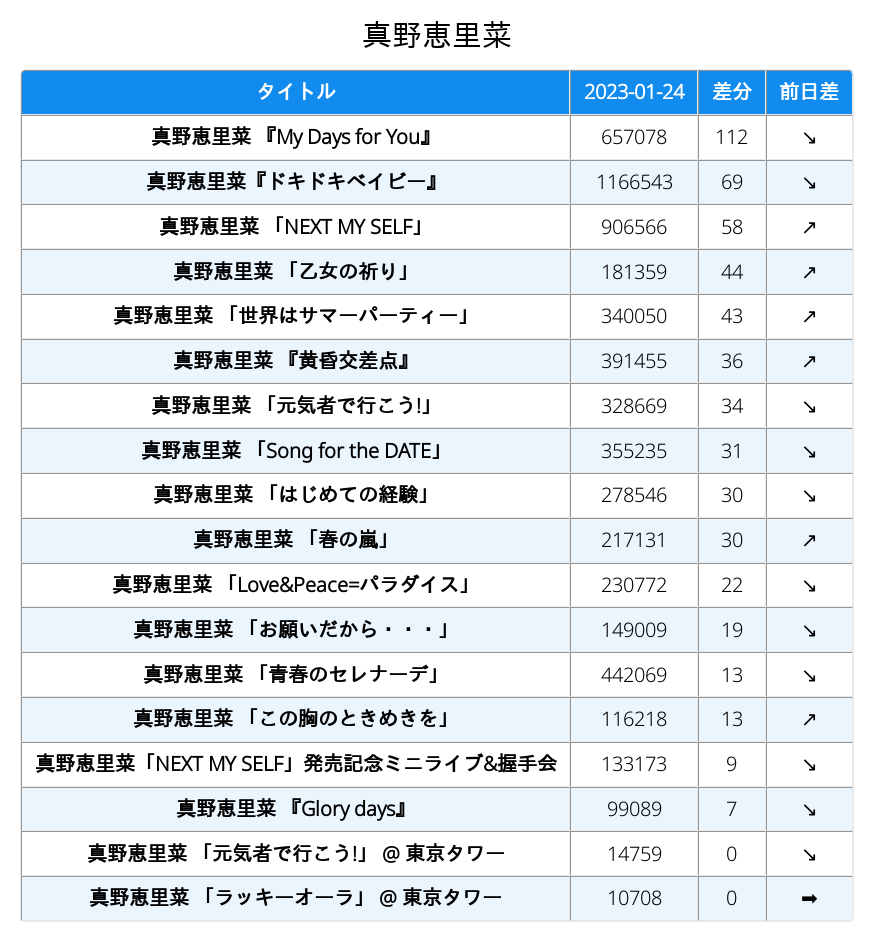 真野恵里菜
タイトル 2023-01-24 差分 前日差
真野恵里菜 『My Days for You』 657078 112 ↘
真野恵里菜『ドキドキベイビー』 1166543 69 ↘
真野恵里菜 「NEXT MY SELF」 906566 58 ↗
真野恵里菜 「乙女の祈り」 181359 44 ↗
真野恵里菜 「世界はサマーパーティー」 340050 43 ↗
真野恵里菜 『黄昏交差点』 391455 36 ↗
真野恵里菜 「元気者で行こう!」 328669 34 ↘
真野恵里菜 「Song for the DATE」 355235 31 ↘
真野恵里菜 「はじめての経験」 278546 30 ↘
真野恵里菜 「春の嵐」 217131 30 ↗
真野恵里菜 「Love&Peace=パラダイス」 230772 22 ↘
真野恵里菜 「お願いだから・・・」 149009 19 ↘
真野恵里菜 「青春のセレナーデ」 442069 13 ↘
真野恵里菜 「この胸のときめきを」 116218 13 ↗
真野恵里菜「NEXT MY SELF」発売記念ミニライブ&握手会 133173 9 ↘
真野恵里菜 『Glory days』 99089 7 ↘
真野恵里菜 「元気者で行こう!」 @ 東京タワー 14759 0 ↘
真野恵里菜 「ラッキーオーラ」 @ 東京タワー 10708 0 ➡